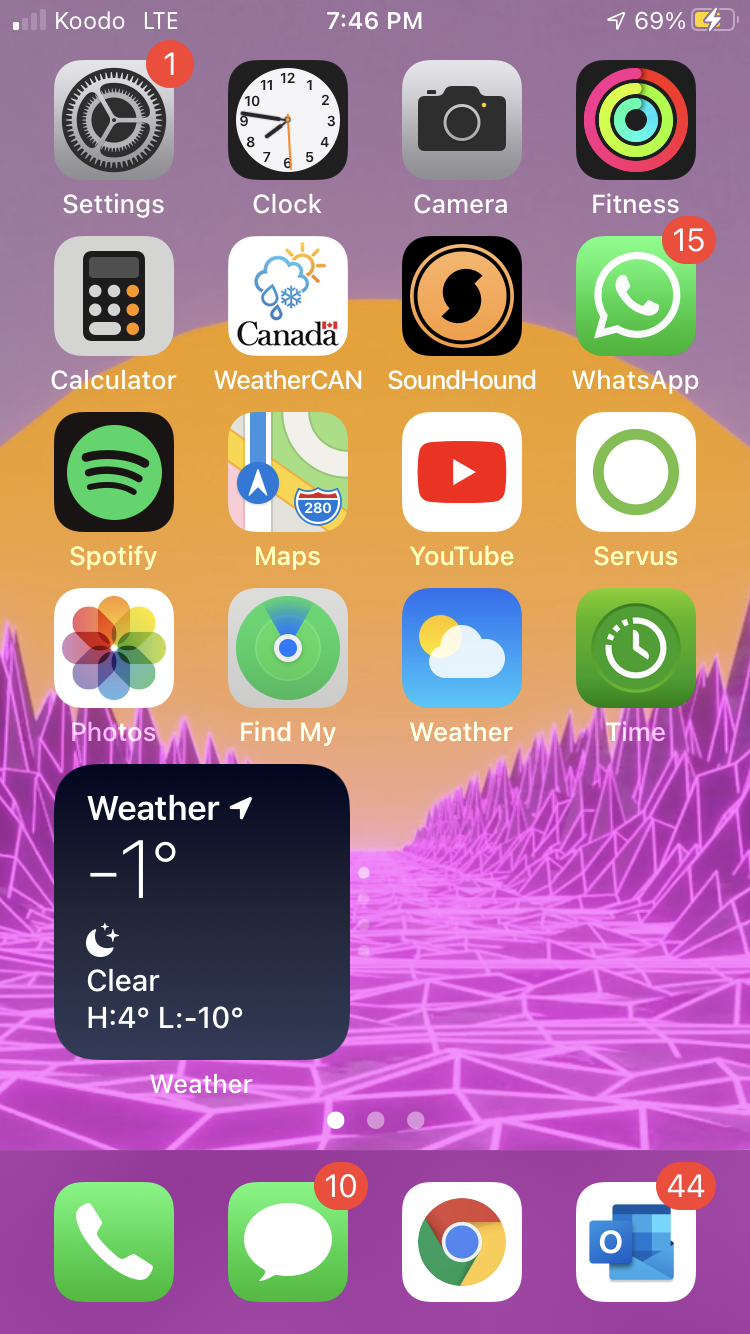 Koodo LTE 7:46 PM 69%
1
12 1 2 3 4 5 6 7 8 9 10 11
Settings Clock Camera Fitness
15
Canada
Calculator WeatherCAN SoundHound WhatsApp
280
Spotify Maps YouTube Servus
Photos Find My Weather Time
Weather
-1°
Clear
H:4° L:-10°
Weather
10 44
O